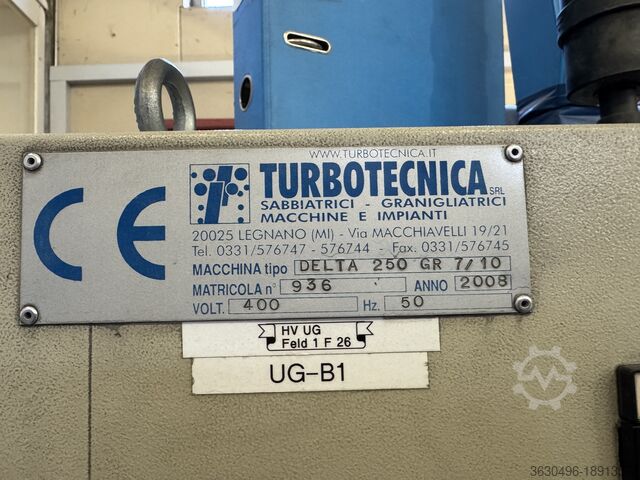 WWW.TURBOTECNICA.IT
CE
TURBOTECNICA SRL
SABBIATRICI - GRANIGLIATRICI
MACCHINE E IMPIANTI
20025 LEGNANO (MI) - Via MACCHIAVELLI 19/21
Tel. 0331/576747 - 576744 - Fax. 0331/576745
MACCHINA tipo DELTA 250 GR 7/10
MATRICOLA n° 936 ANNO 2008
VOLT. 400 Hz. 50
HV UG
Feld 1 F 26
UG-B1